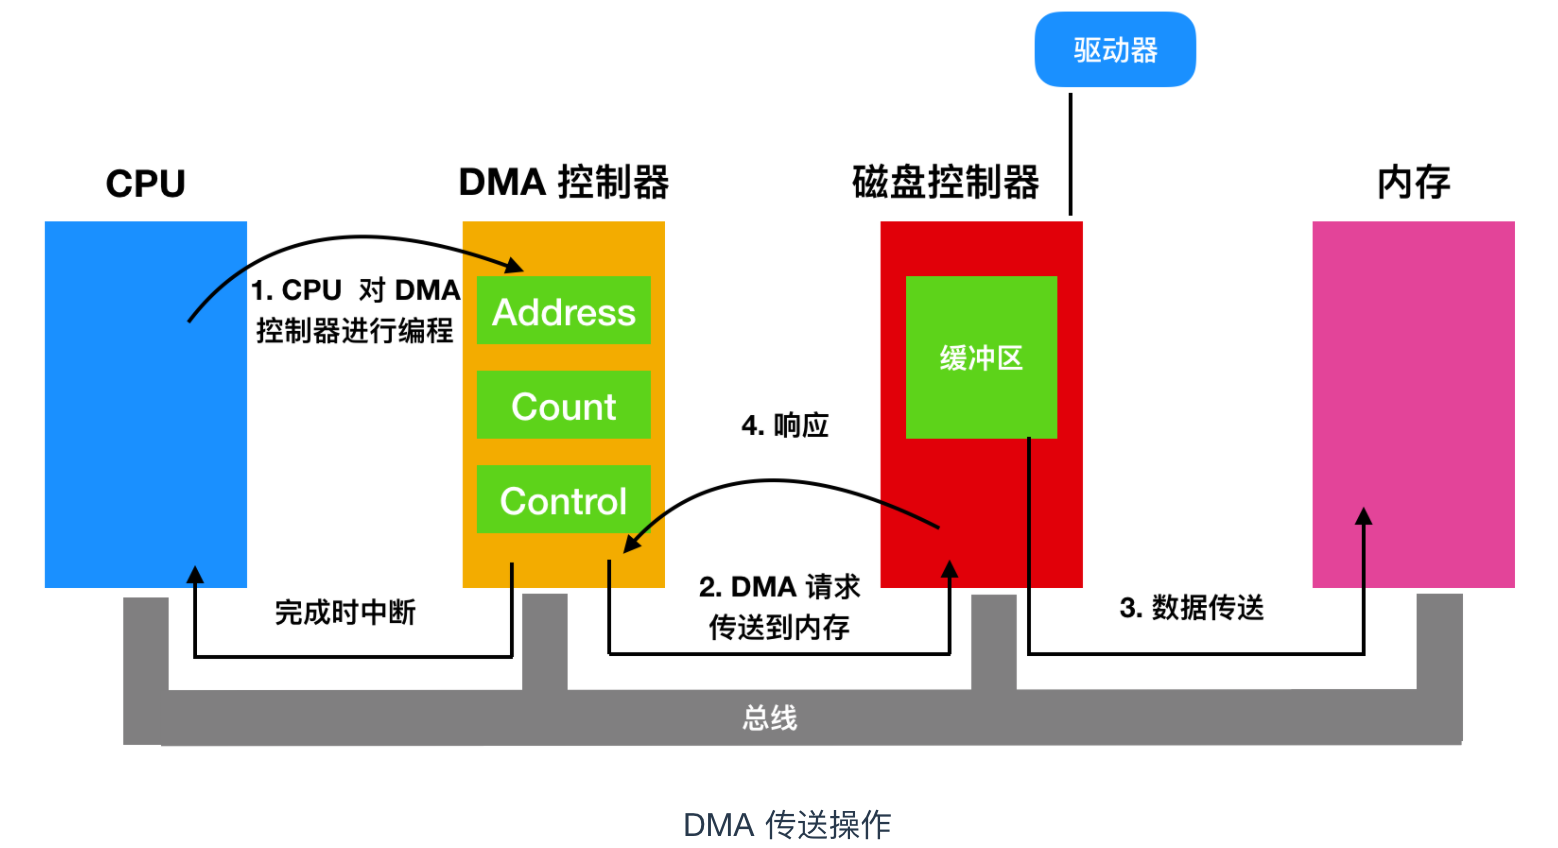 驱动器
CPU
DMA 控制器
磁盘控制器
内存
1. CPU 对 DMA
控制器进行编程
Address
Count
Control
缓冲区
4. 响应
2. DMA 请求
传送到内存
3. 数据传送
完成时中断
总线
DMA 传送操作